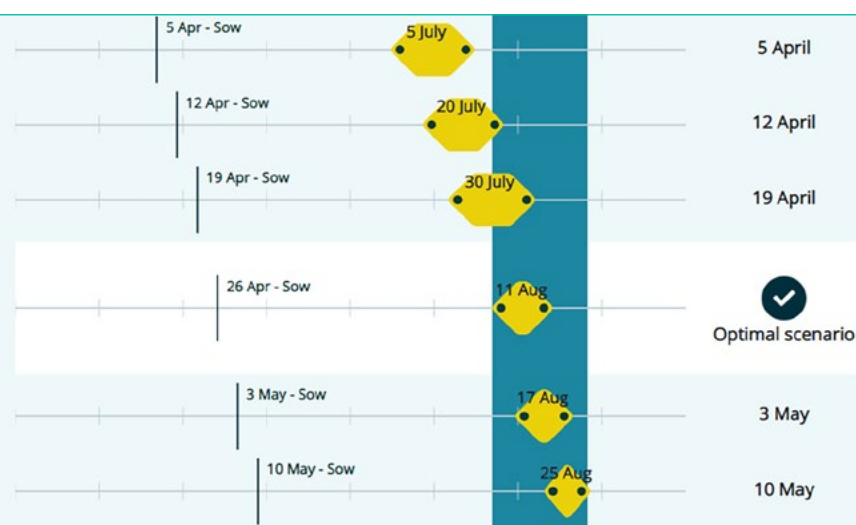 5 Apr - Sow
5 July
5 April
12 Apr - Sow
20 July
12 April
19 Apr - Sow
30 July
19 April
26 Apr - Sow
11 Aug
Optimal scenario
3 May - Sow
17 Aug
3 May
10 May - Sow
25 Aug
10 May